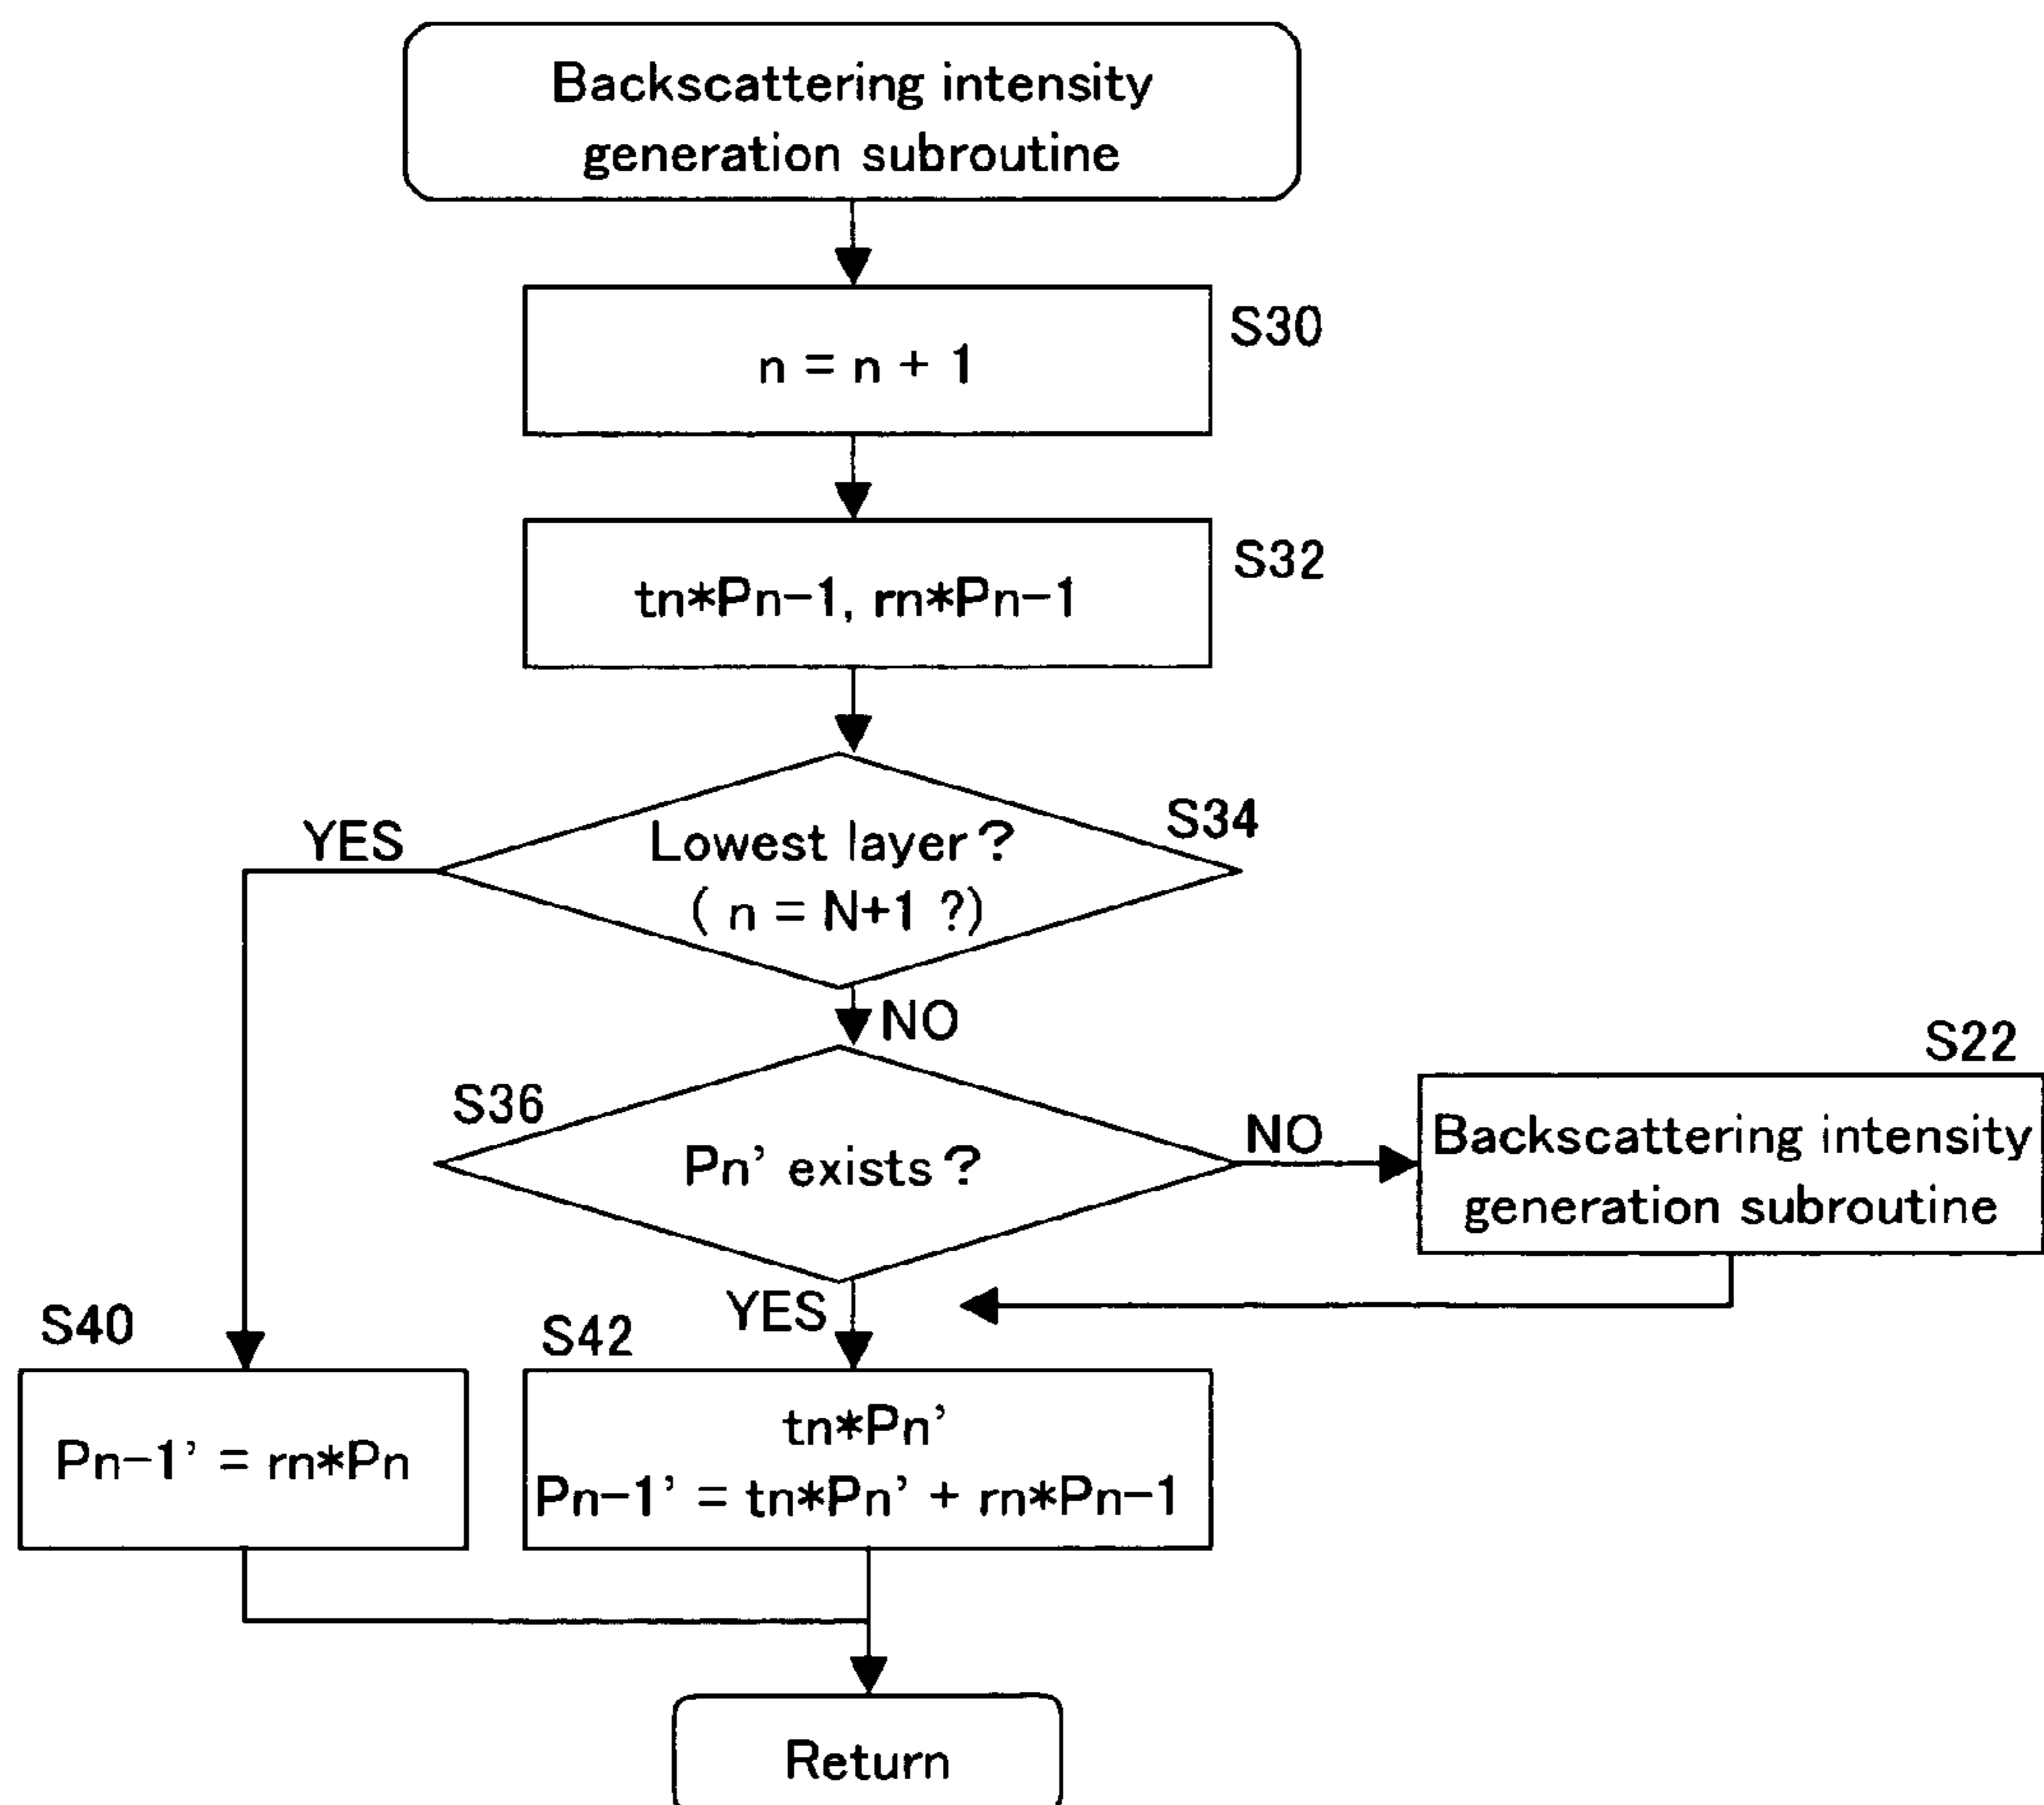 Backscattering intensity
generation subroutine
n = n + 1
S30
tn*Pn-1, rn*Pn-1
S32
S34
YES
Lowest layer?
( n = N+1 ?)
NO
S22
S36
Pn' exists?
NO
Backscattering intensity
generation subroutine
YES
S40
S42
Pn-1' = rn*Pn
tn*Pn'
Pn-1' = tn*Pn' + rn*Pn-1
Return